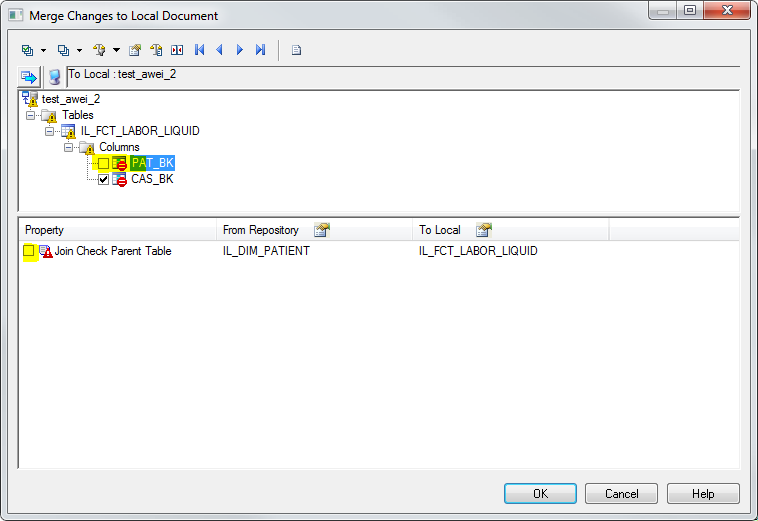 Merge Changes to Local Document
To Local : test_awei_2
test_awei_2
Tables
IL_FCT_LABOR_LIQUID
Columns
PAT_BK
CAS_BK
Property From Repository To Local
Join Check Parent Table IL_DIM_PATIENT IL_FCT_LABOR_LIQUID
OK Cancel Help